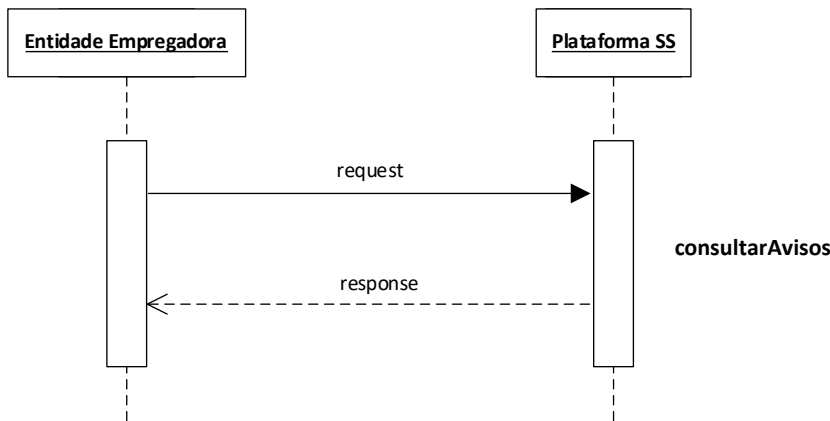 Entidade Empregadora
Plataforma SS
request
consultarAvisos
response